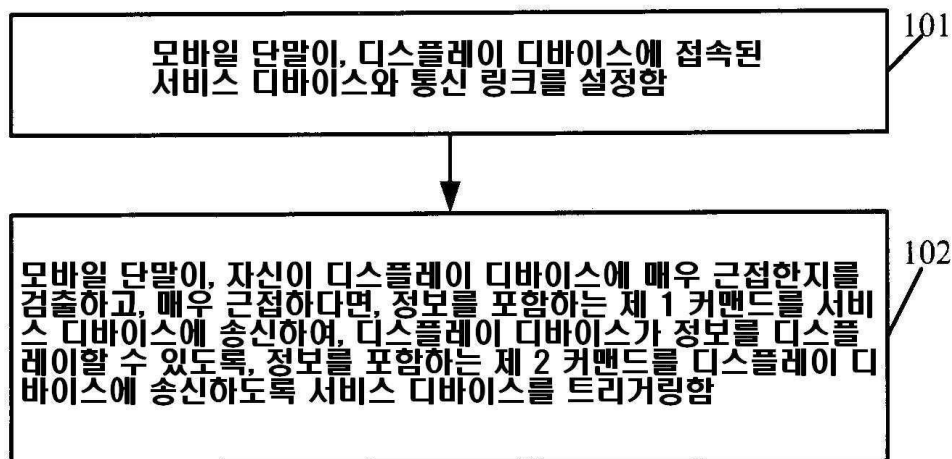 101
모바일 단말이, 디스플레이 디바이스에 접속된
서비스 디바이스와 통신 링크를 설정함
102
모바일 단말이, 자신이 디스플레이 디바이스에 매우 근접한지를
검출하고, 매우 근접하다면, 정보를 포함하는 제 1 커맨드를 서비
스 디바이스에 송신하여, 디스플레이 디바이스가 정보를 디스플
레이할 수 있도록, 정보를 포함하는 제 2 커맨드를 디스플레이 디
바이스에 송신하도록 서비스 디바이스를 트리거링함